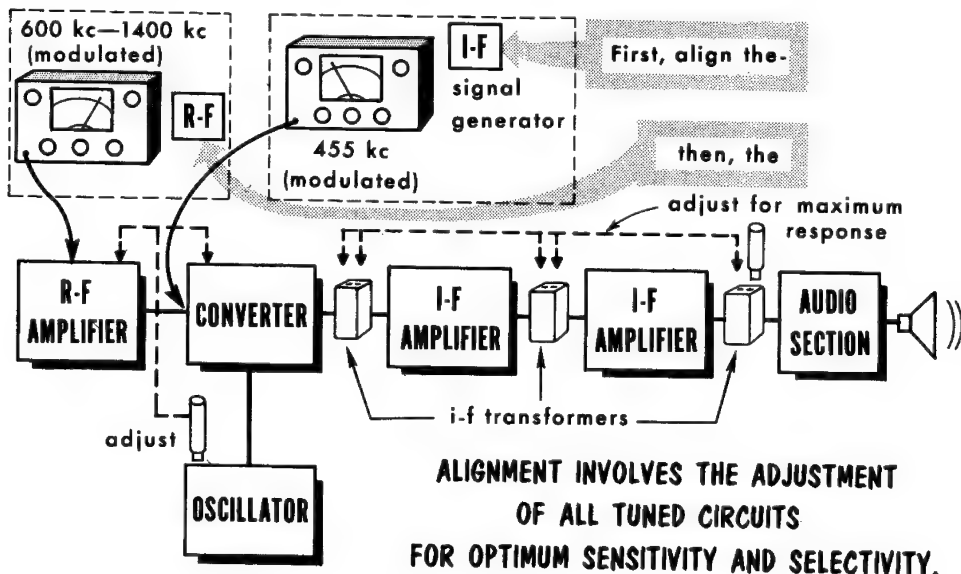 600 kc—1400 kc
(modulated)
R-F
I-F
signal
generator
455 kc
(modulated)
First, align the-
then, the
adjust for maximum
response
R-F
AMPLIFIER
CONVERTER
I-F
AMPLIFIER
I-F
AMPLIFIER
AUDIO
SECTION
i-f transformers
adjust
OSCILLATOR
ALIGNMENT INVOLVES THE ADJUSTMENT
OF ALL TUNED CIRCUITS
FOR OPTIMUM SENSITIVITY AND SELECTIVITY.